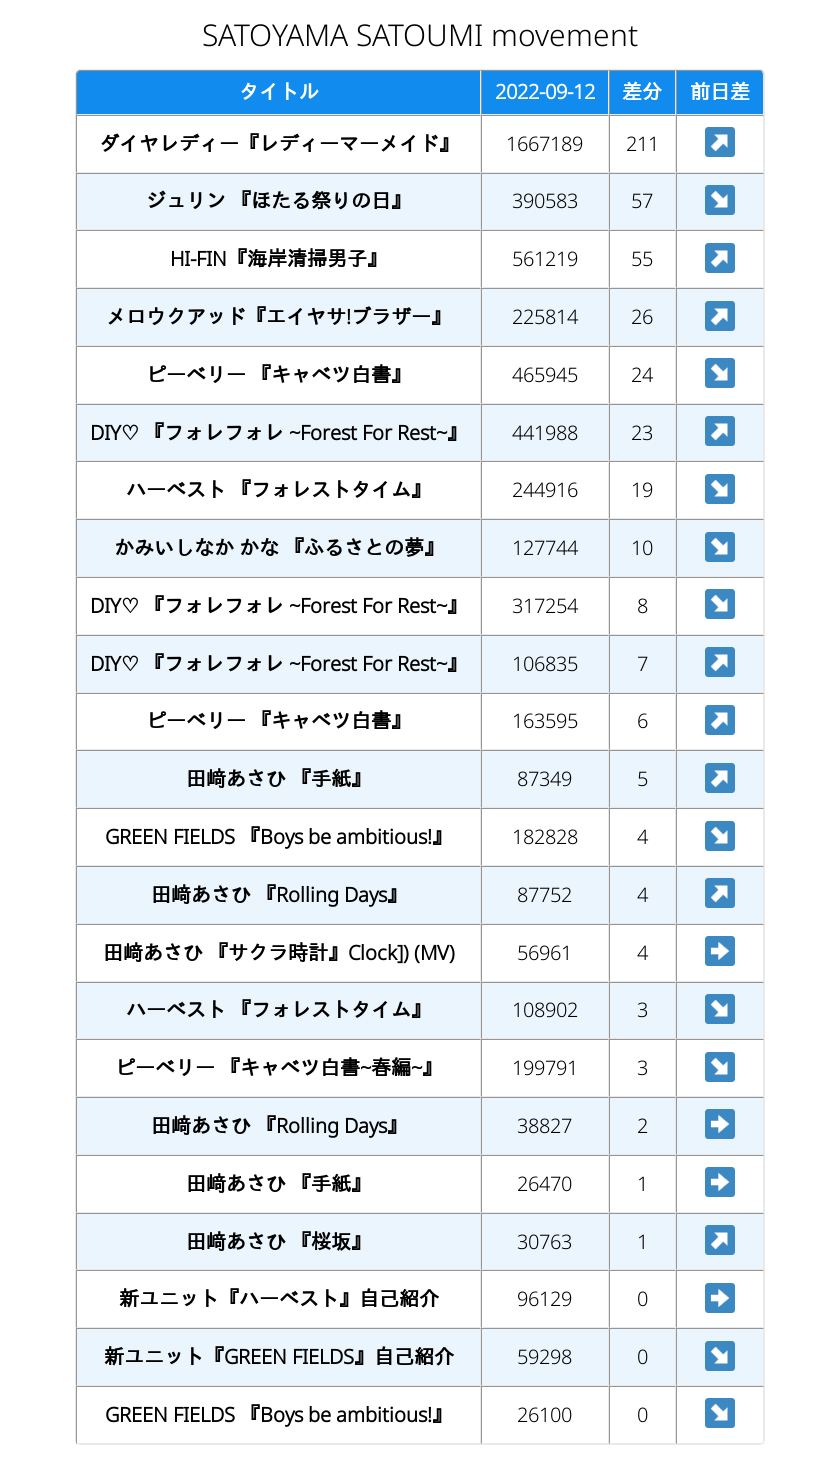 SATOYAMA SATOUMI movement
タイトル 2022-09-12 差分 前日差
ダイヤレディー『レディーマーメイド』 1667189 211 ↗
ジュリン 『ほたる祭りの日』 390583 57 ↘
HI-FIN『海岸清掃男子』 561219 55 ↗
メロウクアッド『エイヤサ!ブラザー』 225814 26 ↗
ピーベリー 『キャベツ白書』 465945 24 ↘
DIY♡ 『フォレフォレ ~Forest For Rest~』 441988 23 ↗
ハーベスト 『フォレストタイム』 244916 19 ↘
かみいしなか かな 『ふるさとの夢』 127744 10 ↘
DIY♡ 『フォレフォレ ~Forest For Rest~』 317254 8 ↘
DIY♡ 『フォレフォレ ~Forest For Rest~』 106835 7 ↗
ピーベリー 『キャベツ白書』 163595 6 ↗
田﨑あさひ 『手紙』 87349 5 ↗
GREEN FIELDS 『Boys be ambitious!』 182828 4 ↘
田﨑あさひ 『Rolling Days』 87752 4 ↗
田﨑あさひ 『サクラ時計』Clock]) (MV) 56961 4 ➡
ハーベスト 『フォレストタイム』 108902 3 ↘
ピーベリー 『キャベツ白書~春編~』 199791 3 ↘
田﨑あさひ 『Rolling Days』 38827 2 ➡
田﨑あさひ 『手紙』 26470 1 ➡
田﨑あさひ 『桜坂』 30763 1 ↗
新ユニット『ハーベスト』自己紹介 96129 0 ➡
新ユニット『GREEN FIELDS』自己紹介 59298 0 ↘
GREEN FIELDS 『Boys be ambitious!』 26100 0 ↘